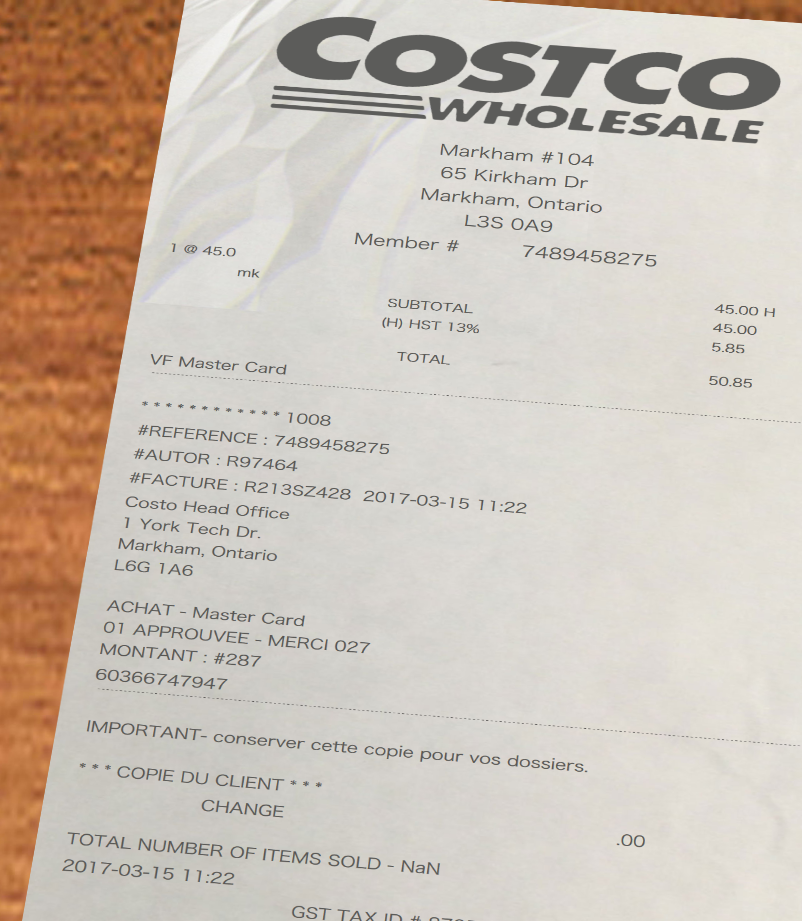 COSTCO
WHOLESALE
Markham #104
65 Kirkham Dr
Markham, Ontario
L3S 0A9
Member # 7489458275
1 @ 45.0
mk
45.00 H
SUBTOTAL 45.00
(H) HST 13% 5.85
TOTAL 50.85
VF Master Card
* * * * * * * * * * * * 1008
#REFERENCE : 7489458275
#AUTOR : R97464
#FACTURE : R213SZ428 2017-03-15 11:22
Costo Head Office
1 York Tech Dr.
Markham, Ontario
L6G 1A6
ACHAT - Master Card
01 APPROUVEE - MERCI 027
MONTANT : #287
60366747947
IMPORTANT- conserver cette copie pour vos dossiers.
* * * COPIE DU CLIENT * * *
CHANGE .00
TOTAL NUMBER OF ITEMS SOLD - NaN
2017-03-15 11:22
GST TAX ID #